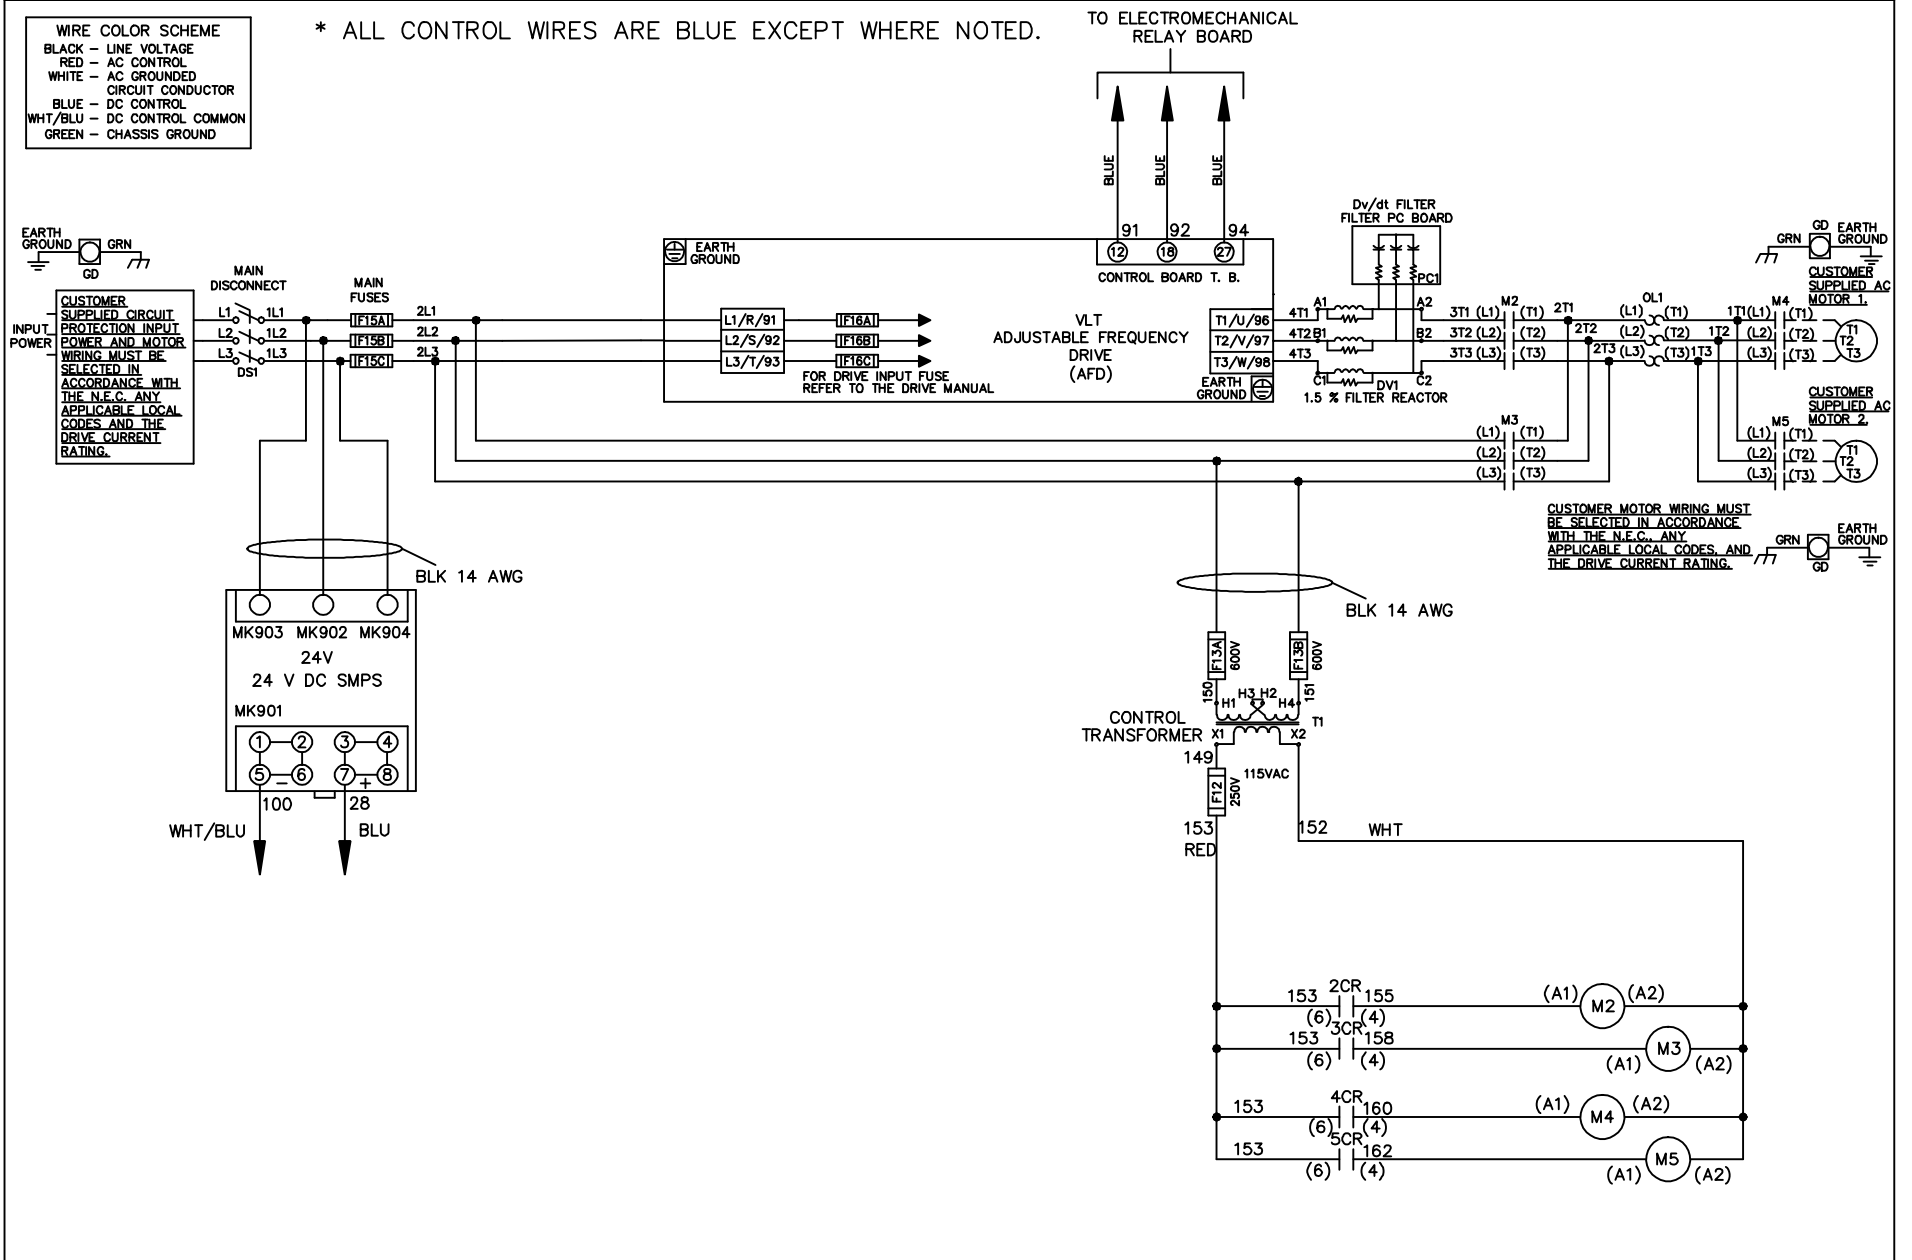 WIRE COLOR SCHEME
BLACK – LINE VOLTAGE
RED – AC CONTROL
WHITE – AC GROUNDED
CIRCUIT CONDUCTOR
BLUE – DC CONTROL
WHT/BLU – DC CONTROL COMMON
GREEN – CHASSIS GROUND
* ALL CONTROL WIRES ARE BLUE EXCEPT WHERE NOTED.
TO ELECTROMECHANICAL
RELAY BOARD
BLUE BLUE BLUE
91 92 94
12 18 27
CONTROL BOARD T. B.
EARTH
GROUND
GRN
GD
INPUT
POWER
CUSTOMER
SUPPLIED CIRCUIT
PROTECTION INPUT
POWER AND MOTOR
WIRING MUST BE
SELECTED IN
ACCORDANCE WITH
THE N.E.C. ANY
APPLICABLE LOCAL
CODES AND THE
DRIVE CURRENT
RATING.
MAIN
DISCONNECT
L1 1L1
L2 1L2
L3 1L3
DS1
MAIN
FUSES
F15A 2L1
F15B 2L2
F15C 2L3
EARTH
GROUND
L1/R/91 F16A
L2/S/92 F16B
L3/T/93 F16C
FOR DRIVE INPUT FUSE
REFER TO THE DRIVE MANUAL
VLT
ADJUSTABLE FREQUENCY
DRIVE
(AFD)
T1/U/96
T2/V/97
T3/W/98
EARTH
GROUND
Dv/dt FILTER
FILTER PC BOARD
PC1
4T1 A1 A2
4T2 B1 B2
4T3 C1 C2
DV1
1.5 % FILTER REACTOR
M2
3T1 (L1) (T1) 2T1
3T2 (L2) (T2) 2T2
3T3 (L3) (T3) 2T3
OL1
(L1) (T1) 1T1
(L2) (T2) 1T2
(L3) (T3) 1T3
M4
(L1) (T1)
(L2) (T2)
(L3) (T3)
T1
T2
T3
GRN
GD
EARTH
GROUND
CUSTOMER
SUPPLIED AC
MOTOR 1.
M3
(L1) (T1)
(L2) (T2)
(L3) (T3)
CUSTOMER
SUPPLIED AC
MOTOR 2.
M5
(L1) (T1)
(L2) (T2)
(L3) (T3)
T1
T2
T3
CUSTOMER MOTOR WIRING MUST
BE SELECTED IN ACCORDANCE
WITH THE N.E.C., ANY
APPLICABLE LOCAL CODES, AND
THE DRIVE CURRENT RATING.
GRN
GD
EARTH
GROUND
BLK 14 AWG
MK903 MK902 MK904
24V
24 V DC SMPS
MK901
1 2 3 4
5 – 6 7 + 8
100 28
WHT/BLU BLU
BLK 14 AWG
F13A 600V F13B 600V
150 151
H1 H3 H2 H4
CONTROL
TRANSFORMER
T1
X1 X2
149
115VAC
F12 250V
153
RED
152 WHT
153 2CR 155 (A1) M2 (A2)
(6) (4)
153 3CR 158 M3
(6) (4) (A1) (A2)
153 4CR 160 (A1) M4 (A2)
(6) (4)
153 5CR 162 M5
(6) (4) (A1) (A2)